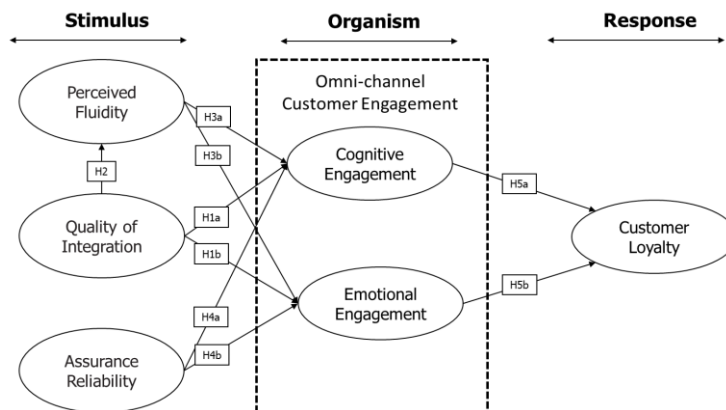 Stimulus
Organism
Response
Omni-channel
Customer Engagement
Perceived
Fluidity
H3a
H3b
Cognitive
Engagement
H2
H5a
H1a
Quality of
Integration
Customer
Loyalty
H1b
Emotional
Engagement
H5b
H4a
H4b
Assurance
Reliability